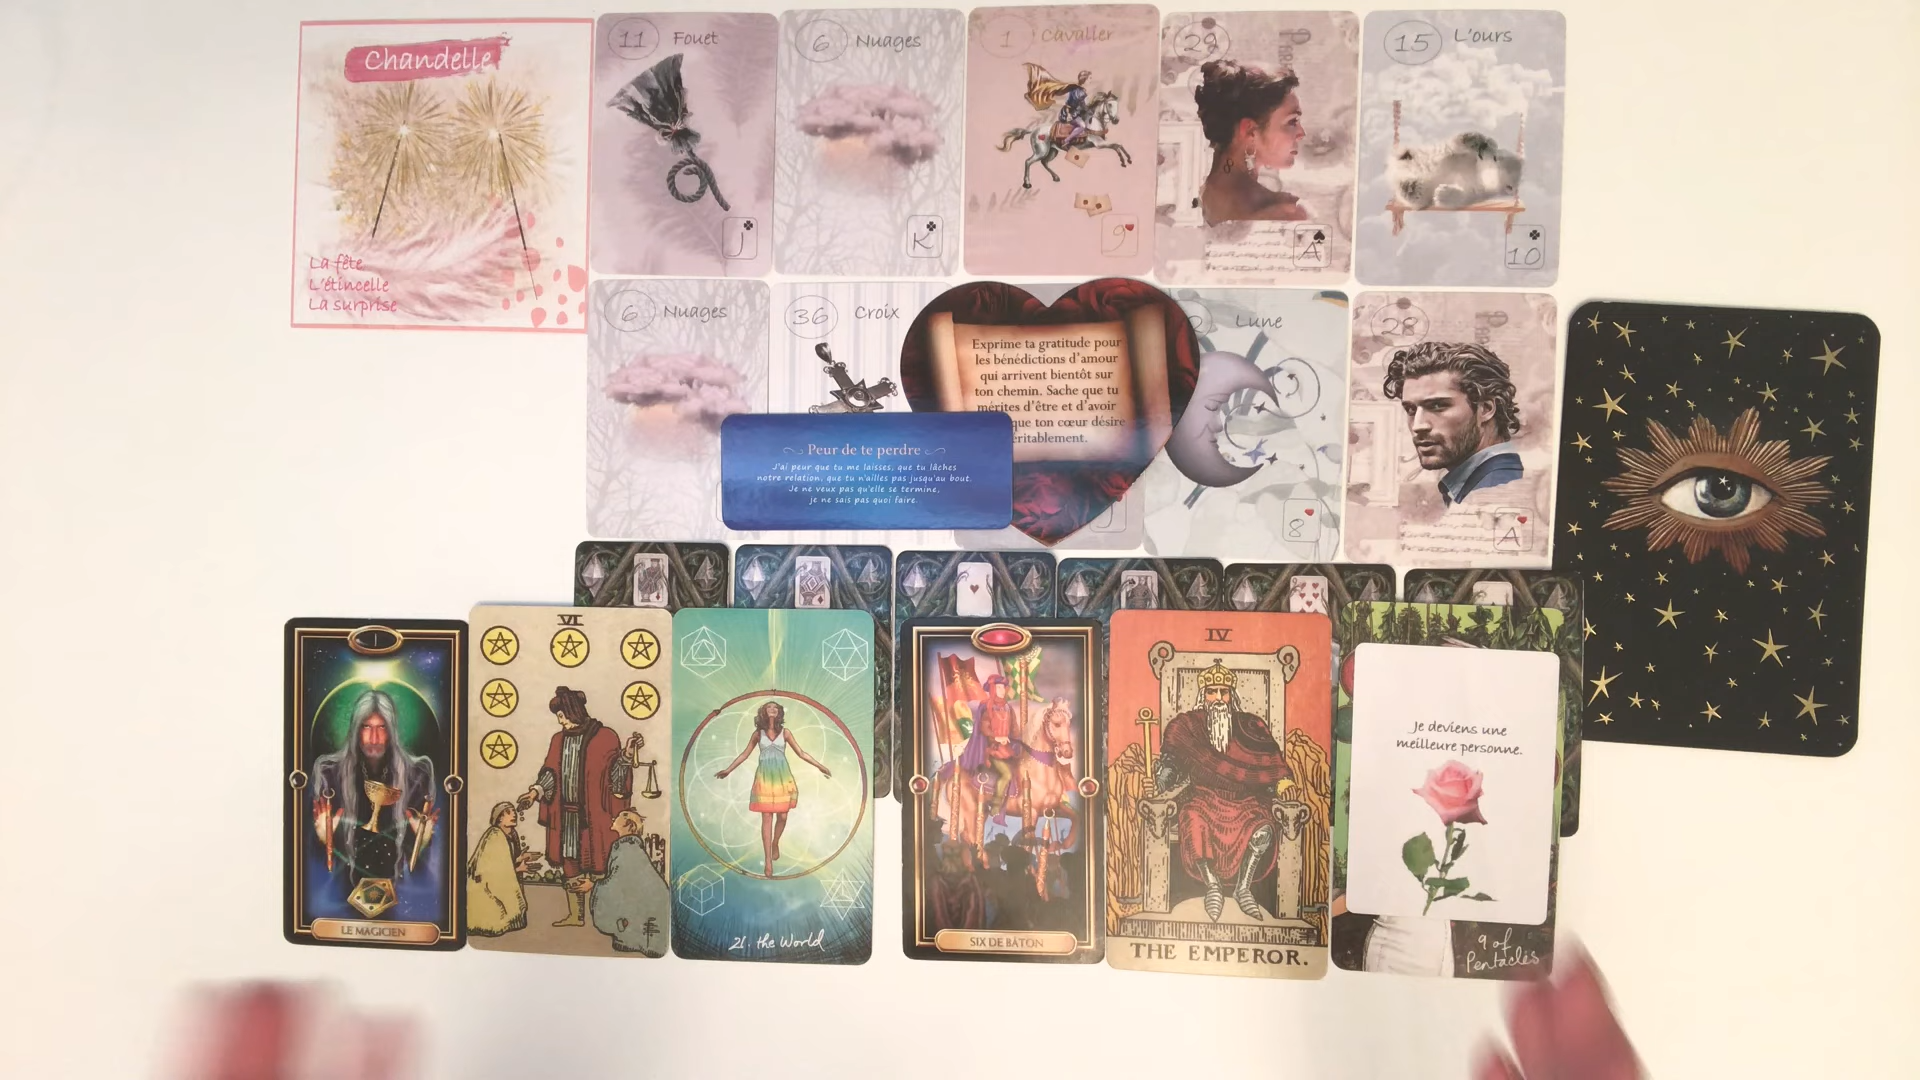 Chandelle
La fête
L'étincelle
La surprise
11 Fouet
J
6 Nuages
K
1 Cavalier
9
29
A
15 L'ours
10
6 Nuages
36 Croix
Exprime ta gratitude pour
les bénédictions d'amour
qui arrivent bientôt sur
ton chemin. Sache que tu
mérites d'être et d'avoir
que ton cœur désire
Peur de te perdre
J'ai peur que tu me laisses, que tu lâches
notre relation, que tu n'ailles pas jusqu'au bout.
Je ne veux pas qu'elle se termine,
je ne sais pas quoi faire.
J
Lune
8
28
A
I
LE MAGICIEN
VI
21. the World
SIX DE BÂTON
IV
THE EMPEROR.
Je deviens une
meilleure personne.
9 of
Pentacles